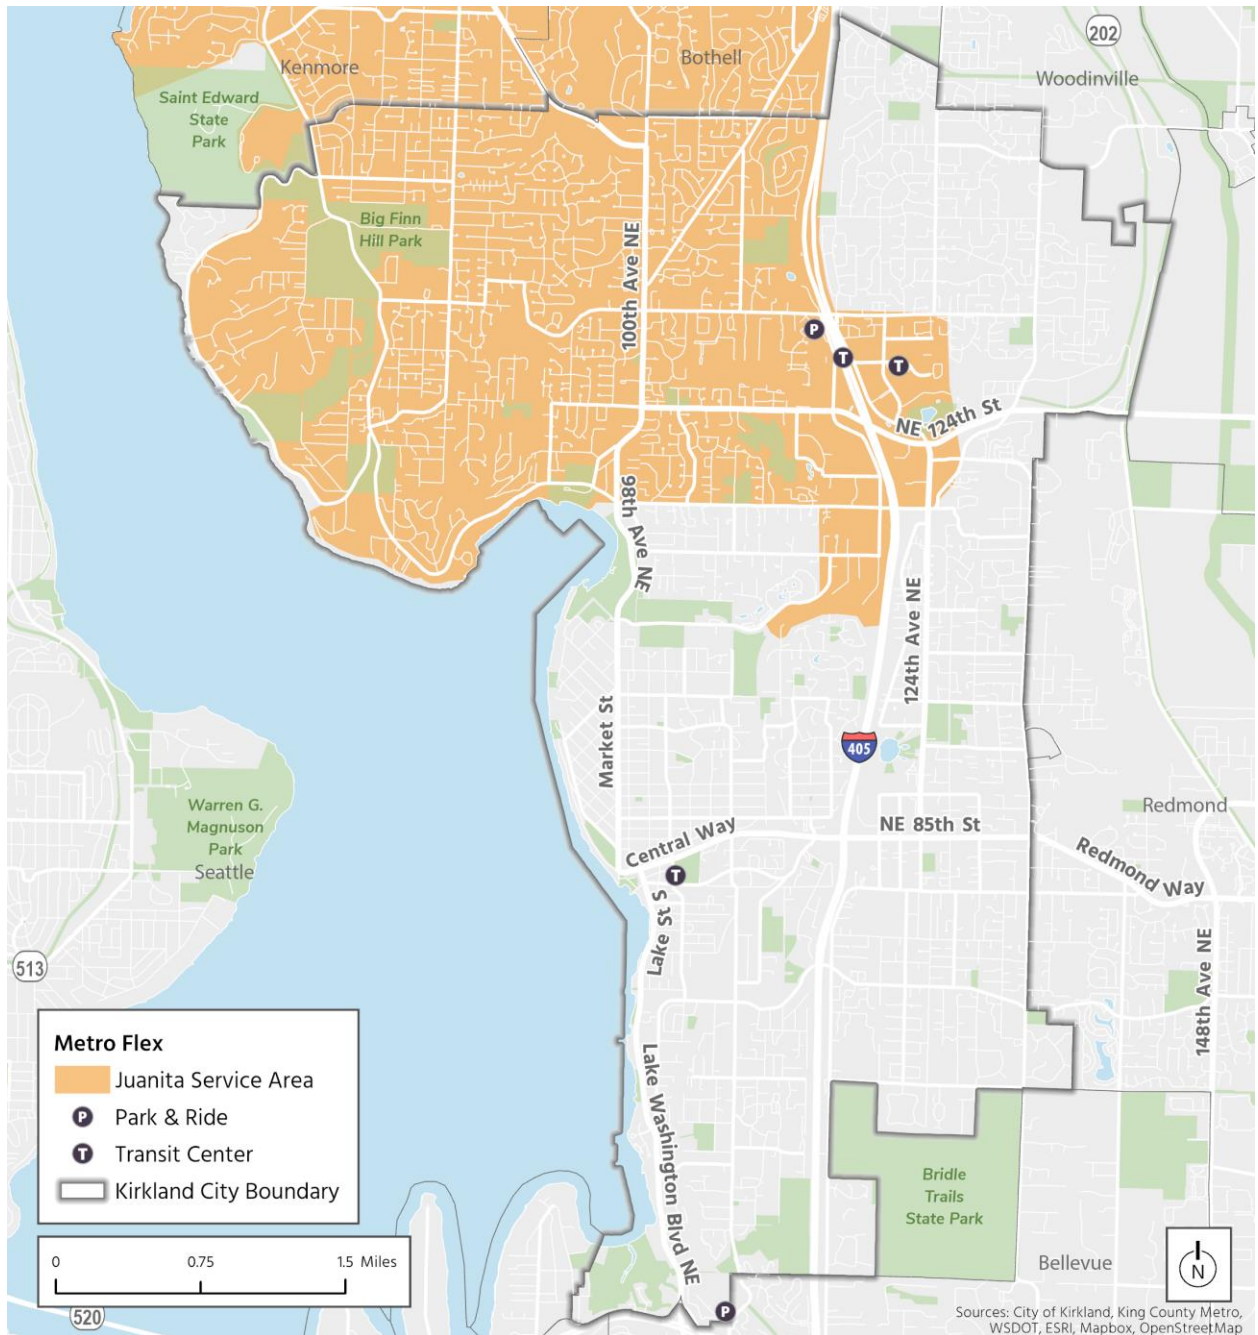 202
Kenmore
Bothell
Woodinville
Saint Edward
State
Park
Big Finn
Hill Park
100th Ave NE
P
T
T
NE 124th St
98th Ave NE
124th Ave NE
Market St
405
Warren G.
Magnuson
Park
Seattle
Redmond
NE 85th St
Central Way
Redmond Way
T
Lake St S
513
148th Ave NE
Metro Flex
Juanita Service Area
P Park & Ride
T Transit Center
Kirkland City Boundary
Lake Washington Blvd NE
Bridle
Trails
State Park
Bellevue
0 0.75 1.5 Miles
N
P
520
Sources: City of Kirkland, King County Metro,
WSDOT, ESRI, Mapbox, OpenStreetMap